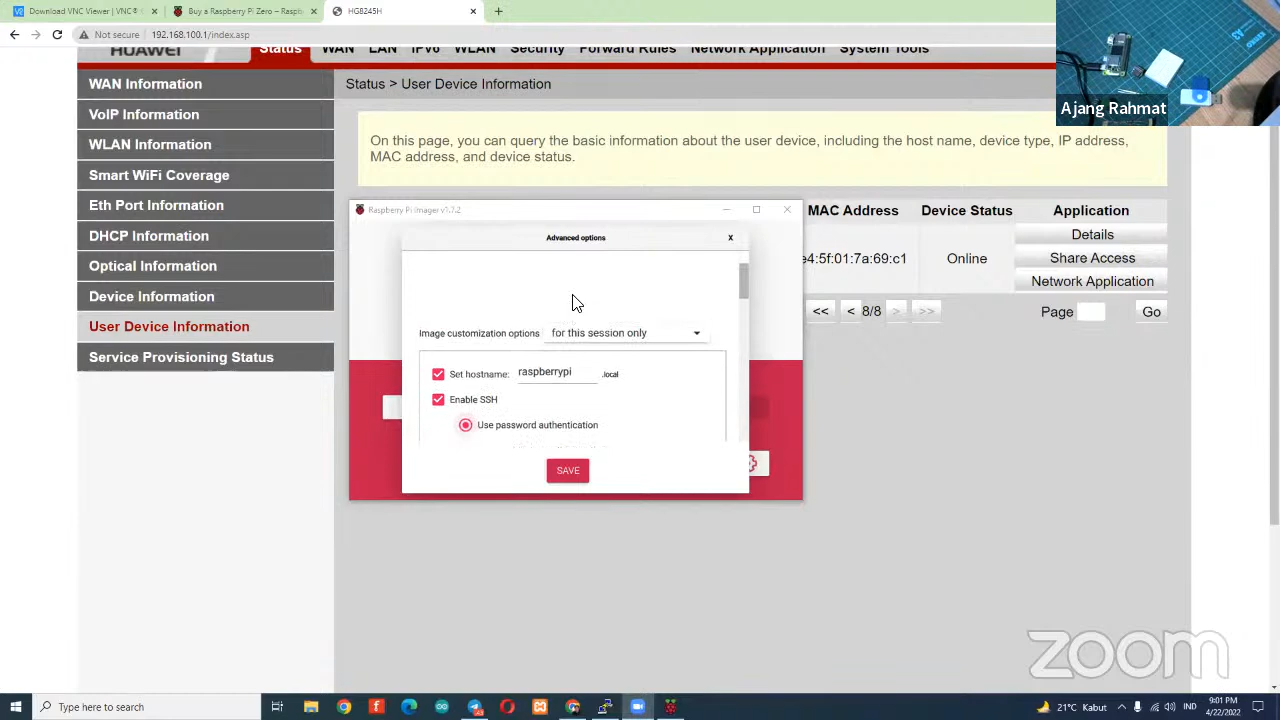 Download VNC Viewer | VNC®
Buy a Raspberry Pi Zero – Raspb
HG8245H
Not secure
192.168.100.1/index.asp
HUAWEI
Status
WAN
LAN
IPv6
WLAN
Security
Forward Rules
Network Application
System Tools
WAN Information
VoIP Information
WLAN Information
Smart WiFi Coverage
Eth Port Information
DHCP Information
Optical Information
Device Information
User Device Information
Service Provisioning Status
Status > User Device Information
On this page, you can query the basic information about the user device, including the host name, device type, IP address,
MAC address, and device status.
MAC Address
Device Status
Application
e4:5f:01:7a:69:c1
Online
Details
Share Access
Network Application
<< < 8/8 > >>
Page
Go
Raspberry Pi Imager v1.7.2
Advanced options
X
Image customization options
for this session only
Set hostname:
raspberrypi
.local
Enable SSH
Use password authentication
SAVE
Ajang Rahmat
zoom
Type here to search
21°C Kabut
IND
9:01 PM
4/22/2022